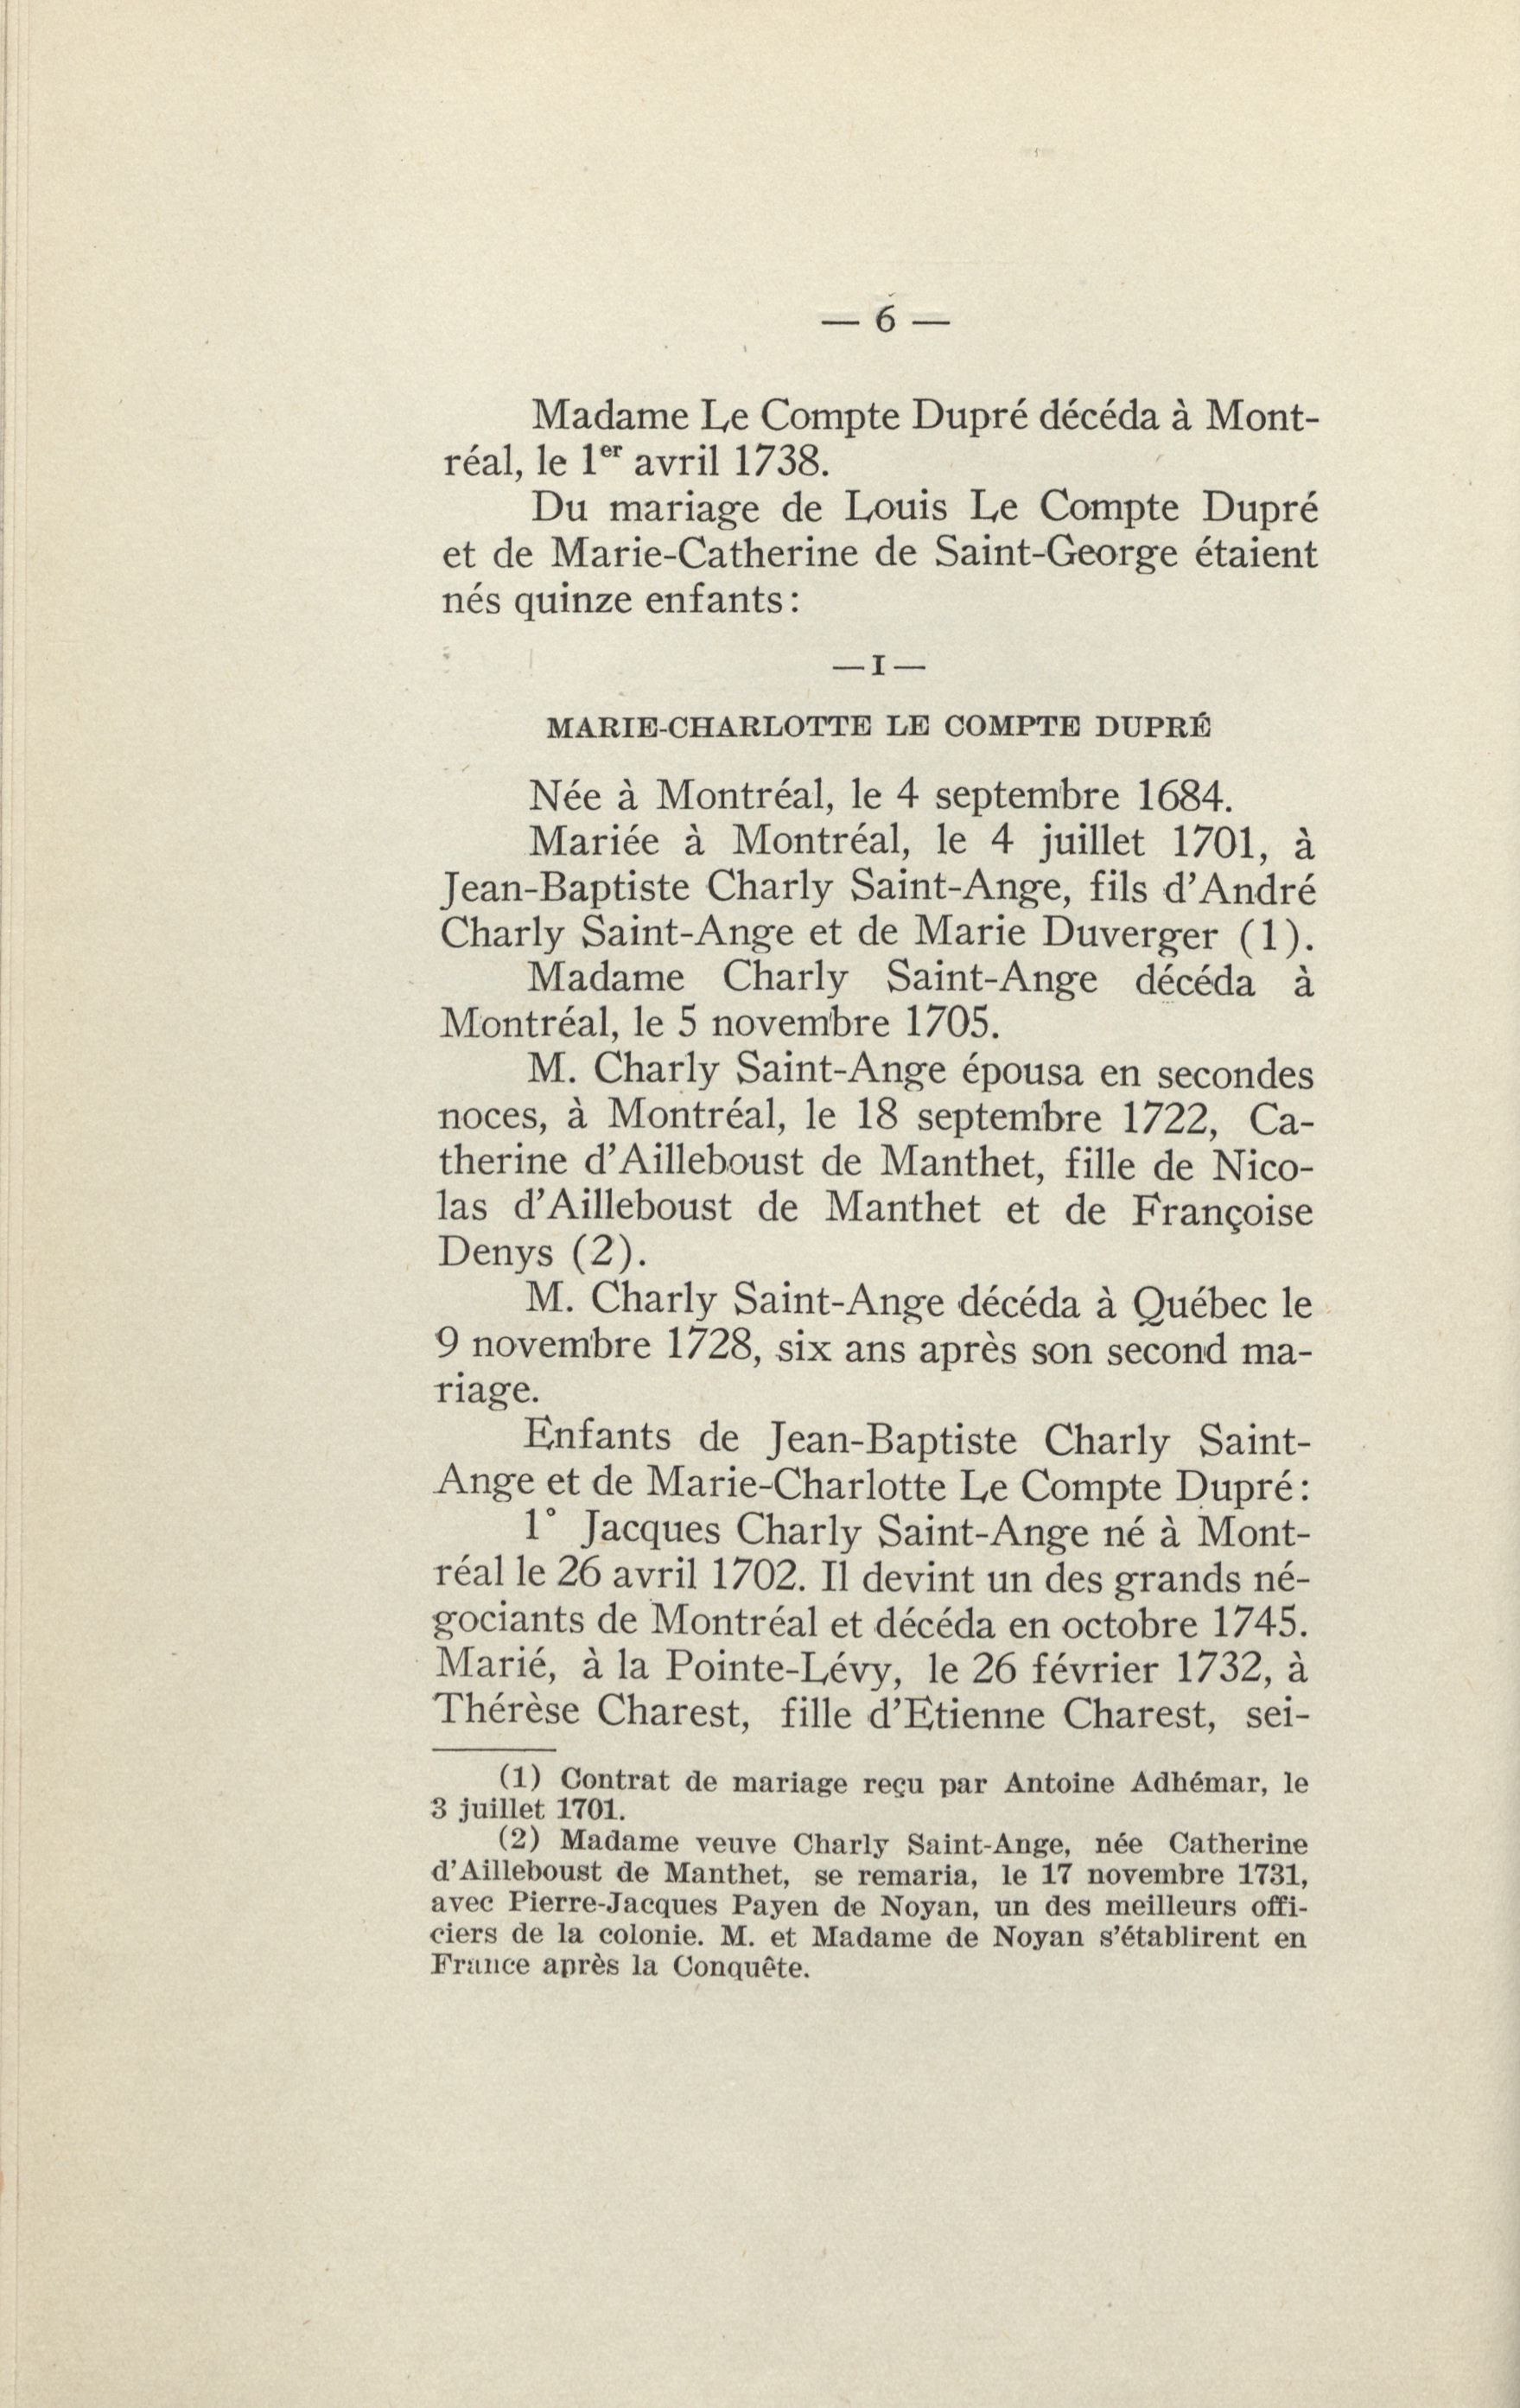 — 6 —
Madame Le Compte Dupré décéda à Mont-
réal, le 1er avril 1738.
Du mariage de Louis Le Compte Dupré
et de Marie-Catherine de Saint-George étaient
nés quinze enfants:
— I —
MARIE-CHARLOTTE LE COMPTE DUPRÉ
Née à Montréal, le 4 septembre 1684.
Mariée à Montréal, le 4 juillet 1701, à
Jean-Baptiste Charly Saint-Ange, fils d'André
Charly Saint-Ange et de Marie Duverger (1).
Madame Charly Saint-Ange décéda à
Montréal, le 5 novembre 1705.
M. Charly Saint-Ange épousa en secondes
noces, à Montréal, le 18 septembre 1722, Ca-
therine d'Ailleboust de Manthet, fille de Nico-
las d'Ailleboust de Manthet et de Françoise
Denys (2).
M. Charly Saint-Ange décéda à Québec le
9 novembre 1728, six ans après son second ma-
riage.
Enfants de Jean-Baptiste Charly Saint-
Ange et de Marie-Charlotte Le Compte Dupré:
1° Jacques Charly Saint-Ange né à Mont-
réal le 26 avril 1702. Il devint un des grands né-
gociants de Montréal et décéda en octobre 1745.
Marié, à la Pointe-Lévy, le 26 février 1732, à
Thérèse Charest, fille d'Etienne Charest, sei-
(1) Contrat de mariage reçu par Antoine Adhémar, le
3 juillet 1701.
(2) Madame veuve Charly Saint-Ange, née Catherine
d'Ailleboust de Manthet, se remaria, le 17 novembre 1731,
avec Pierre-Jacques Payen de Noyan, un des meilleurs offi-
ciers de la colonie. M. et Madame de Noyan s'établirent en
France après la Conquête.